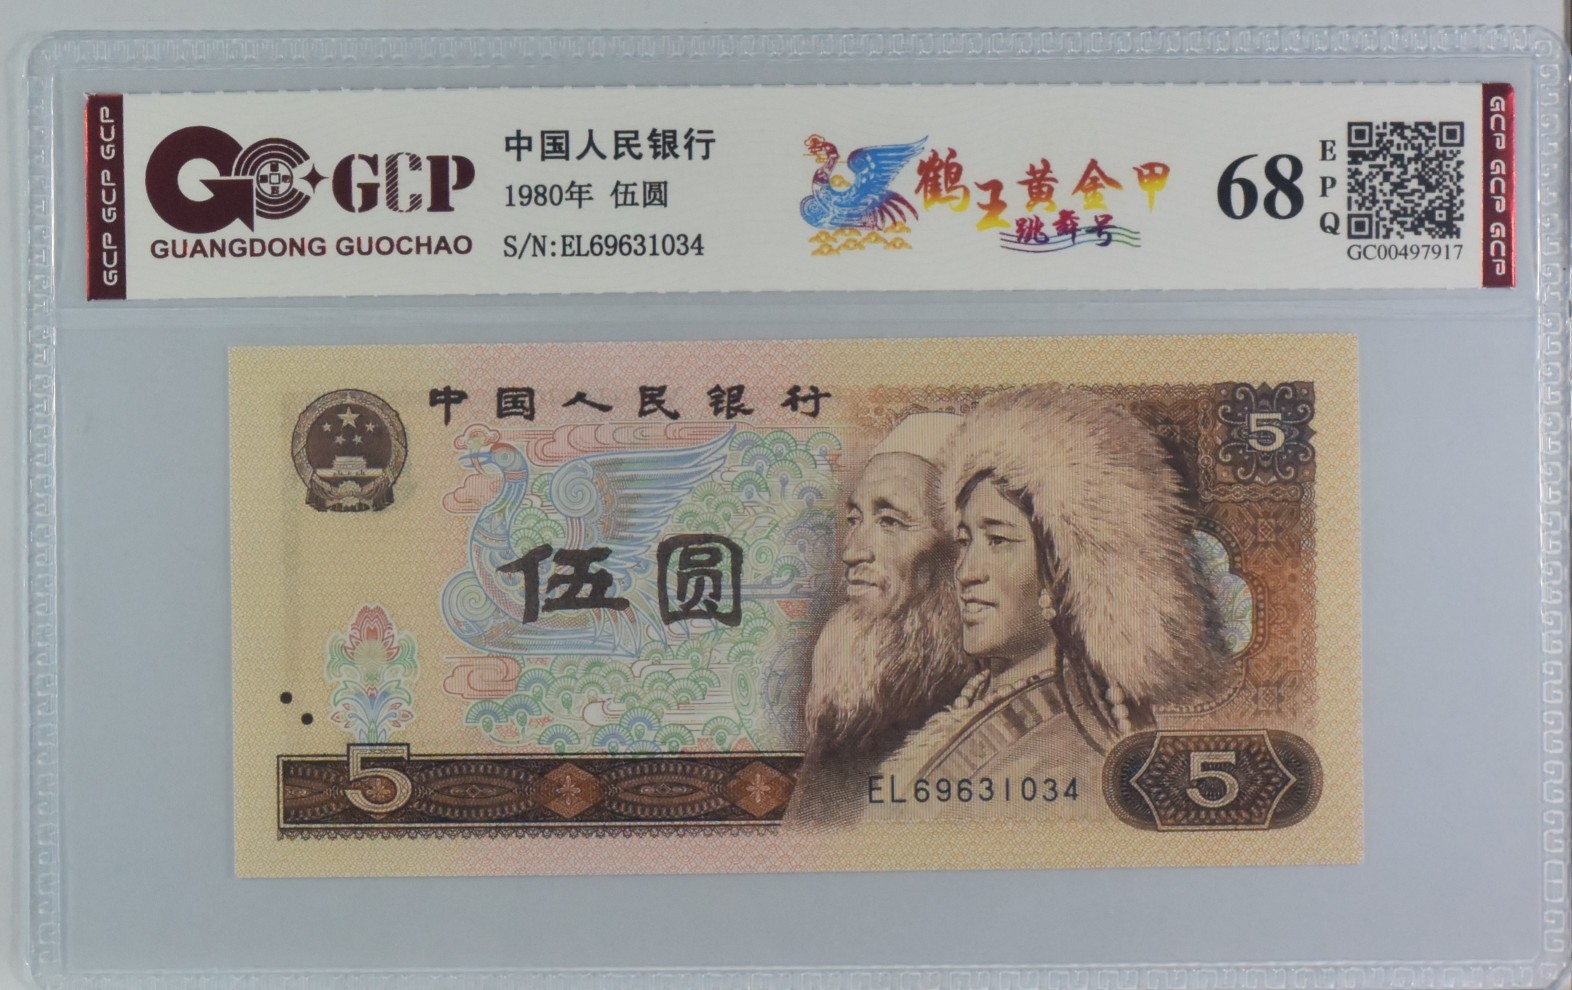 GCP GCP GCP
GCP
GUANGDONG GUOCHAO
中国人民银行
1980年 伍圆
S/N:EL69631034
鹤王黄金甲
跳舞号
68
EPQ
GC00497917
GCP GCP GCP
中国人民银行
5
伍圆
5
EL69631034
5